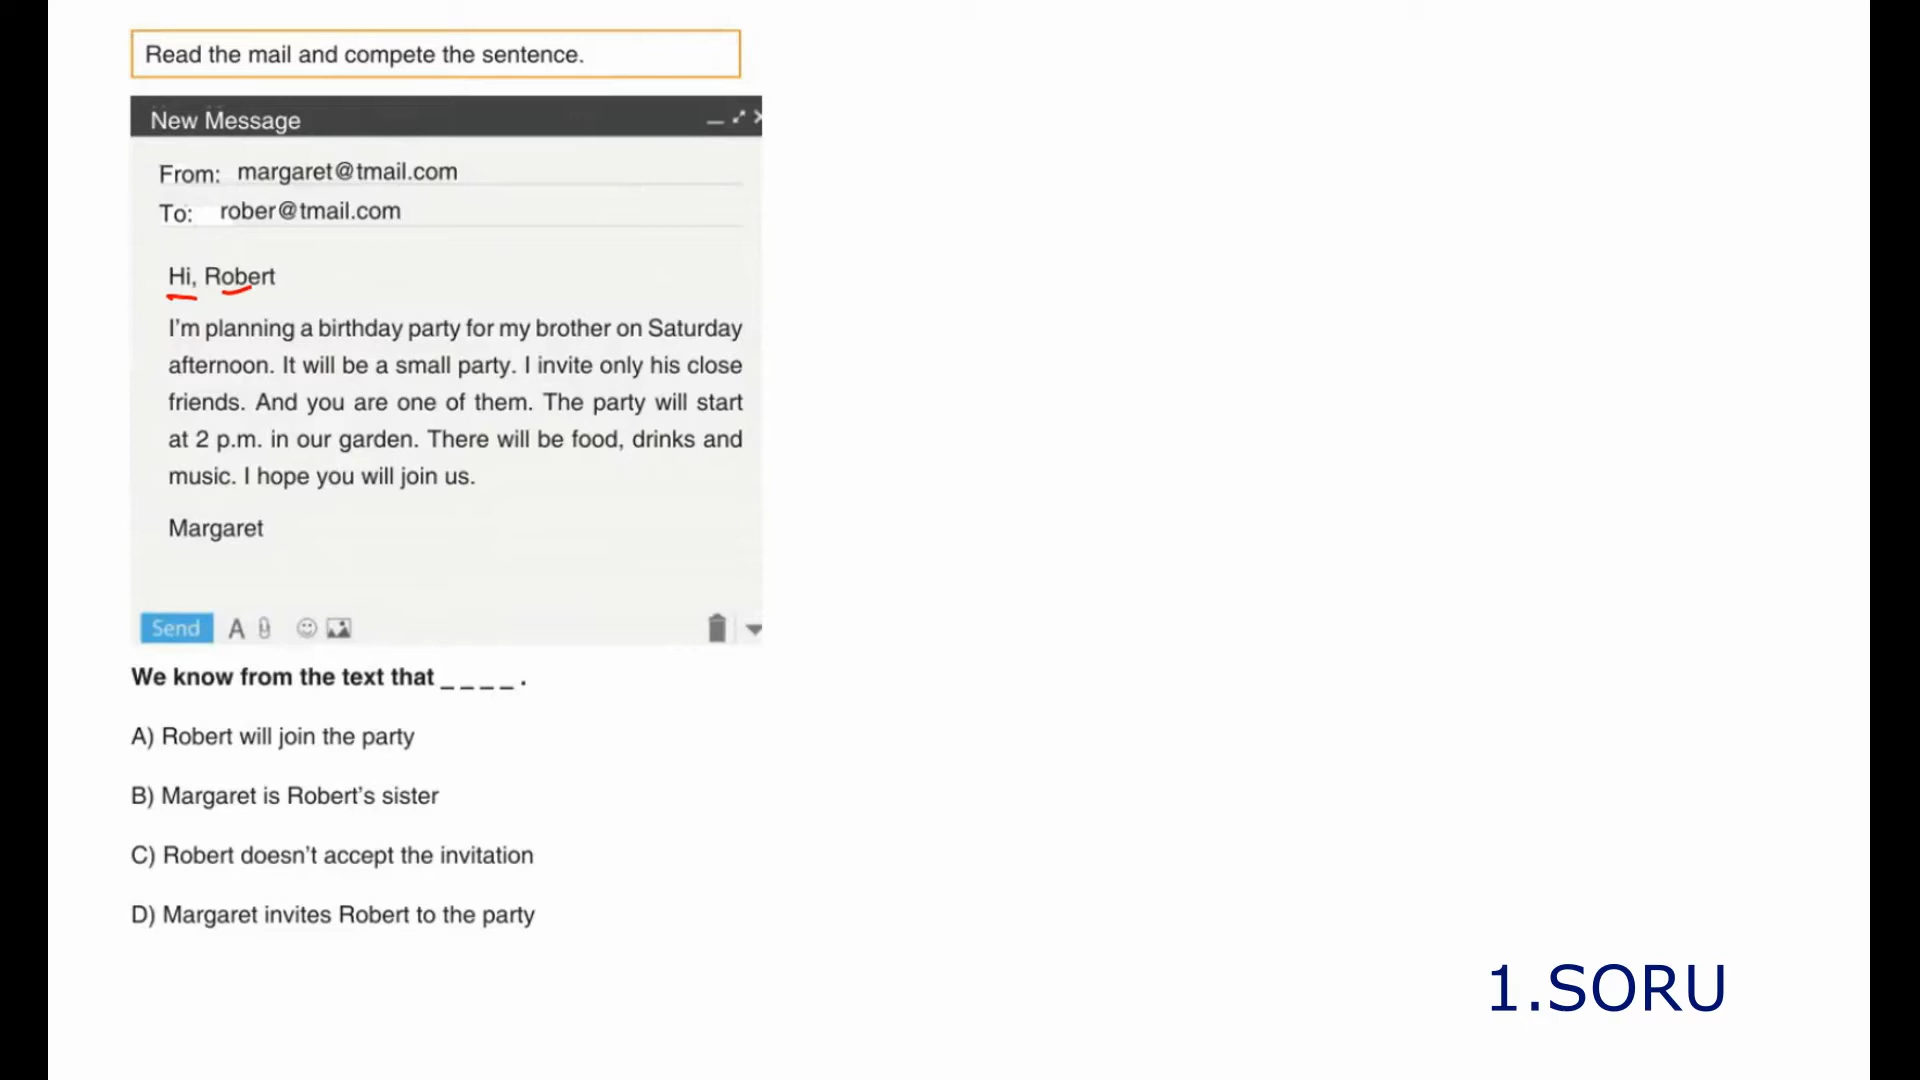 Read the mail and compete the sentence.
New Message
From: margaret@tmail.com
To: rober@tmail.com
Hi, Robert
I'm planning a birthday party for my brother on Saturday
afternoon. It will be a small party. I invite only his close
friends. And you are one of them. The party will start
at 2 p.m. in our garden. There will be food, drinks and
music. I hope you will join us.
Margaret
Send A
We know from the text that _ _ _ _ .
A) Robert will join the party
B) Margaret is Robert's sister
C) Robert doesn't accept the invitation
D) Margaret invites Robert to the party
1.SORU